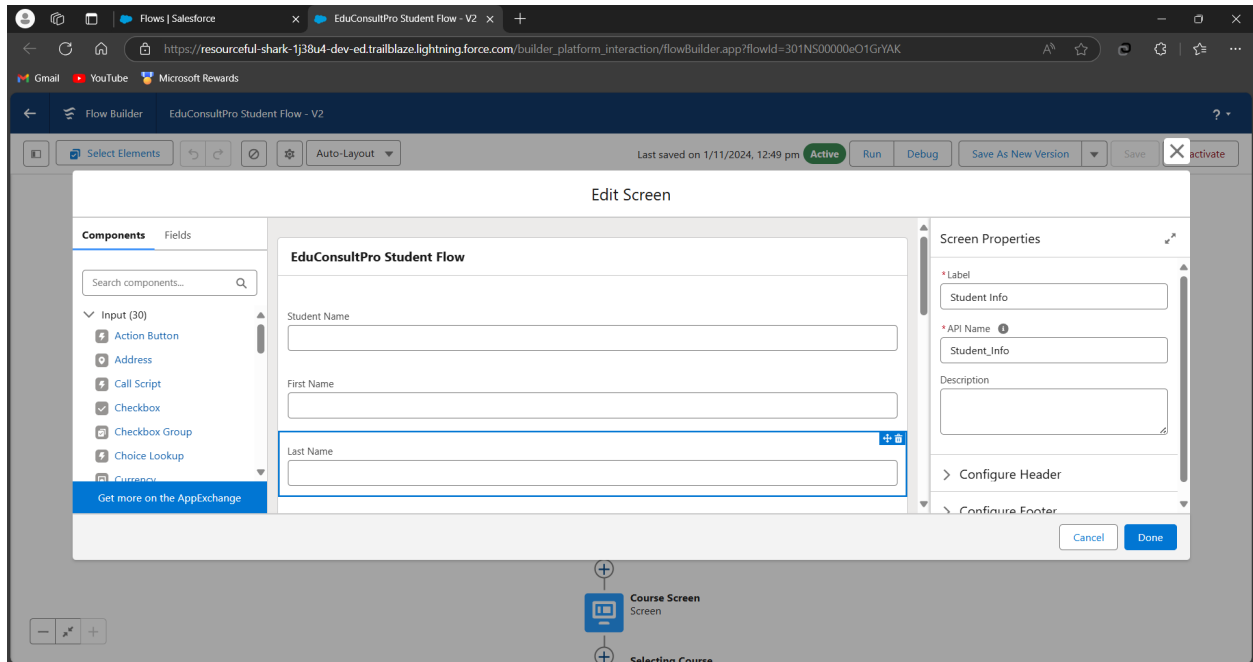 Flows | Salesforce
EduConsultPro Student Flow - V2
https://resourceful-shark-1j38u4-dev-ed.trailblaze.lightning.force.com/builder_platform_interaction/flowBuilder.app?flowId=301NS00000eO1GrYAK
Gmail YouTube Microsoft Rewards
Flow Builder EduConsultPro Student Flow - V2 ?
Select Elements Auto-Layout Last saved on 1/11/2024, 12:49 pm Active Run Debug Save As New Version Save activate
Edit Screen
Components Fields
Search components...
Input (30)
Action Button
Address
Call Script
Checkbox
Checkbox Group
Choice Lookup
Currency
Get more on the AppExchange
EduConsultPro Student Flow
Student Name
First Name
Last Name
Screen Properties
*Label
Student Info
*API Name
Student_Info
Description
Configure Header
Configure Footer
Cancel Done
Course Screen
Screen
Selecting Course